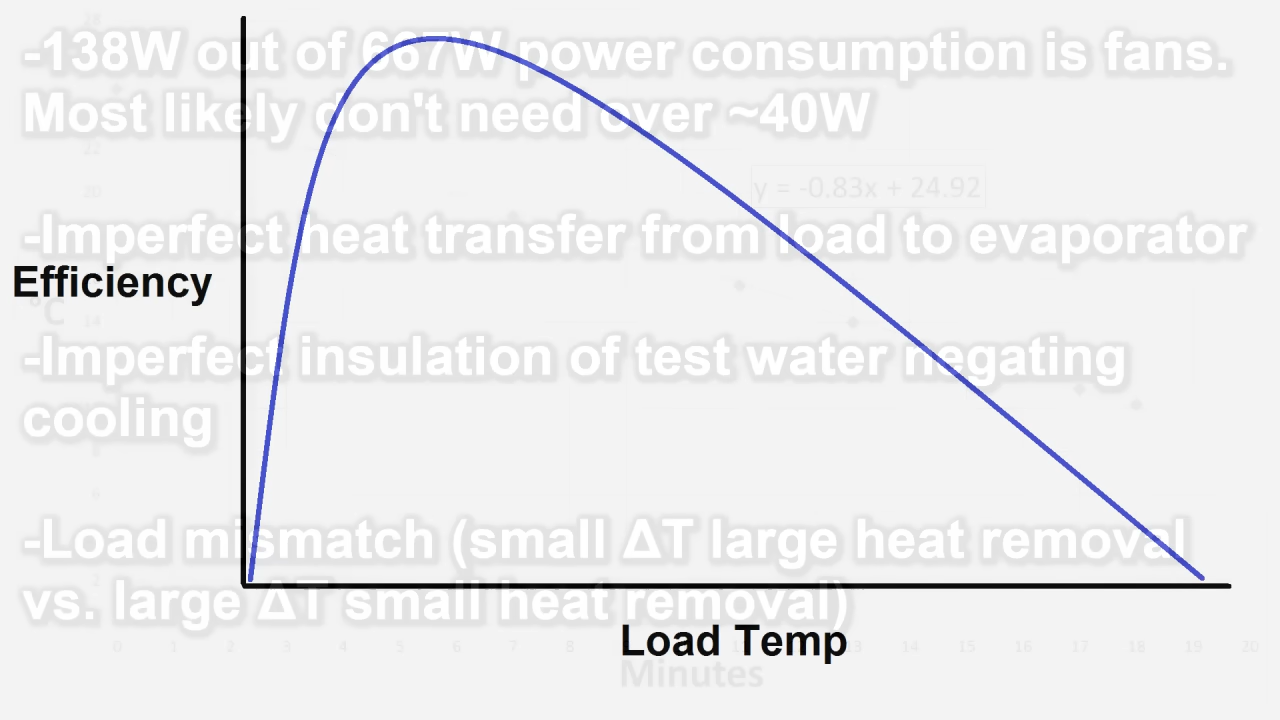 -138W out of 667W power consumption is fans.
Most likely don't need over ~40W
y = -0.83x + 24.92
-Imperfect heat transfer from load to evaporator
Efficiency
°C
-Imperfect insulation of test water negating
cooling
-Load mismatch (small ΔT large heat removal
vs. large ΔT small heat removal)
Load Temp
Minutes